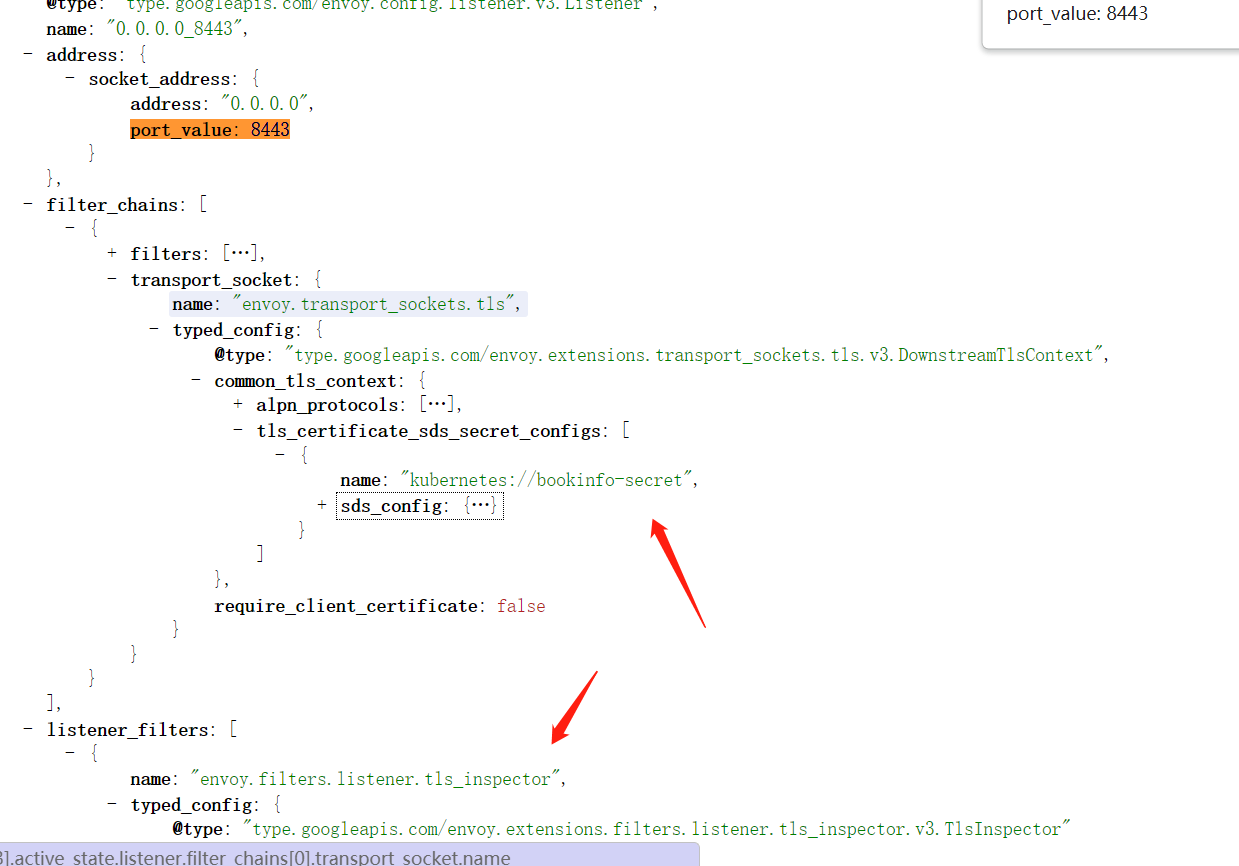 @type: "type.googleapis.com/envoy.config.listener.v3.Listener",
name: "0.0.0.0_8443",
port_value: 8443
- address: {
- socket_address: {
address: "0.0.0.0",
port_value: 8443
}
},
- filter_chains: [
- {
+ filters: […],
- transport_socket: {
name: "envoy.transport_sockets.tls",
- typed_config: {
@type: "type.googleapis.com/envoy.extensions.transport_sockets.tls.v3.DownstreamTlsContext",
- common_tls_context: {
+ alpn_protocols: […],
- tls_certificate_sds_secret_configs: [
- {
name: "kubernetes://bookinfo-secret",
+ sds_config: {…}
}
]
},
require_client_certificate: false
}
}
}
],
- listener_filters: [
- {
name: "envoy.filters.listener.tls_inspector",
- typed_config: {
@type: "type.googleapis.com/envoy.extensions.filters.listener.tls_inspector.v3.TlsInspector"
3].active_state.listener.filter_chains[0].transport_socket.name